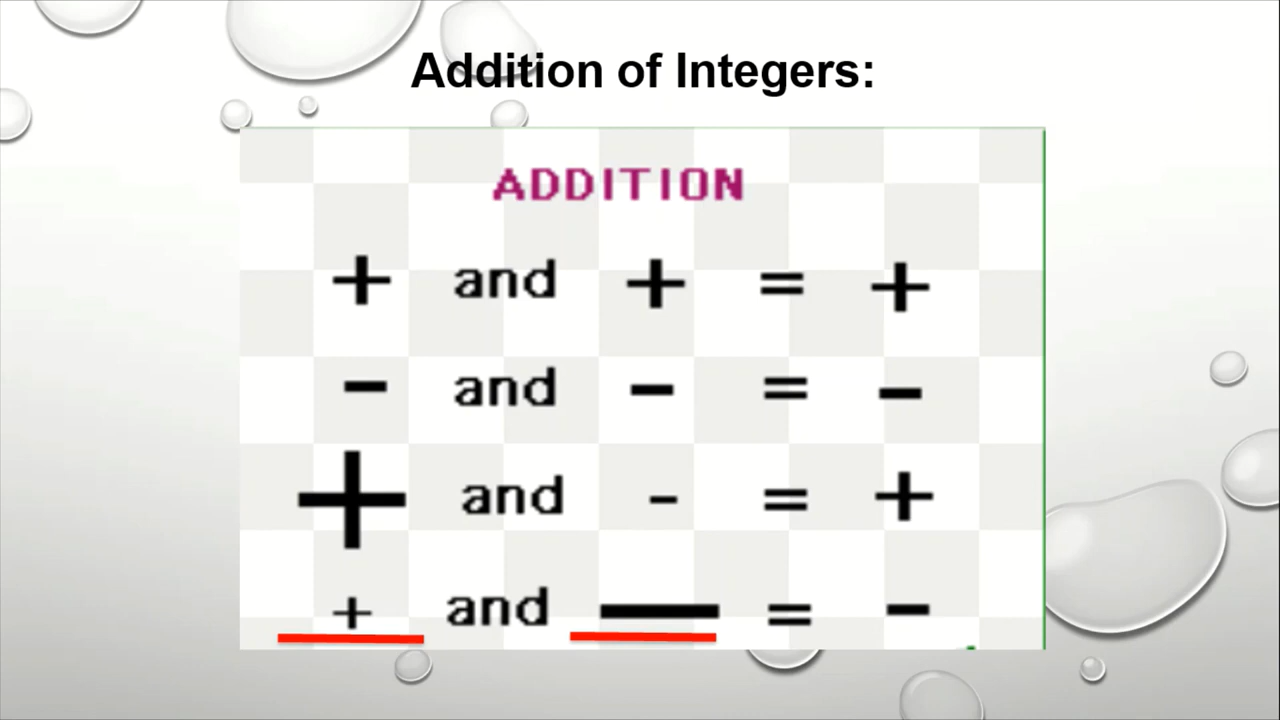 Addition of Integers:
ADDITION
+ and + = +
- and - = -
+ and - = +
+ and - = -